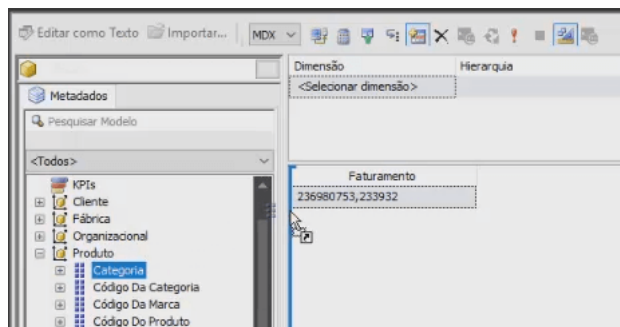 Editar como Texto Importar... MDX
Dimensão Hierarquia
<Selecionar dimensão>
Metadados
Pesquisar Modelo
<Todos>
KPIs
Cliente
Fábrica
Organizacional
Produto
Categoria
Código Da Categoria
Código Da Marca
Código Do Produto
Faturamento
236980753,233932